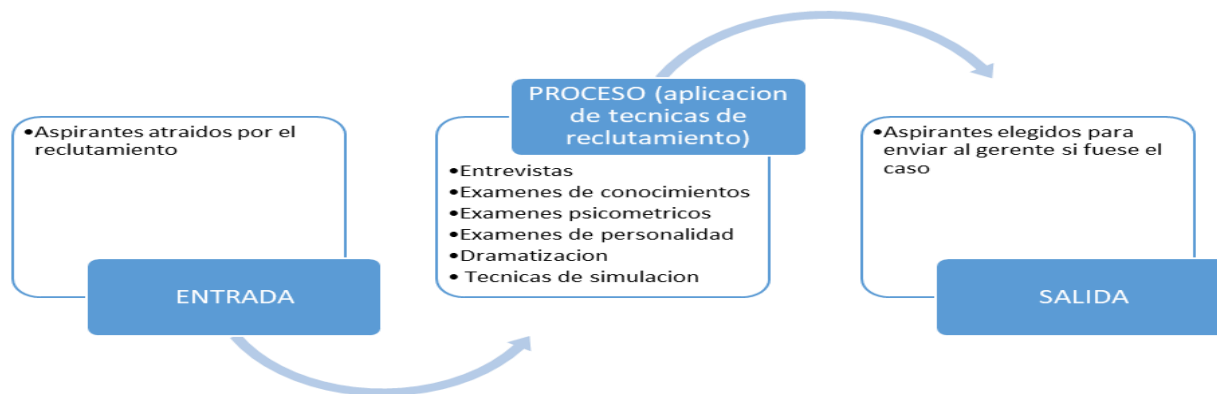 •Aspirantes atraidos por el
reclutamiento
ENTRADA
PROCESO (aplicacion
de tecnicas de
reclutamiento)
•Entrevistas
•Examenes de conocimientos
•Examenes psicometricos
•Examenes de personalidad
•Dramatizacion
• Tecnicas de simulacion
•Aspirantes elegidos para
enviar al gerente si fuese el
caso
SALIDA